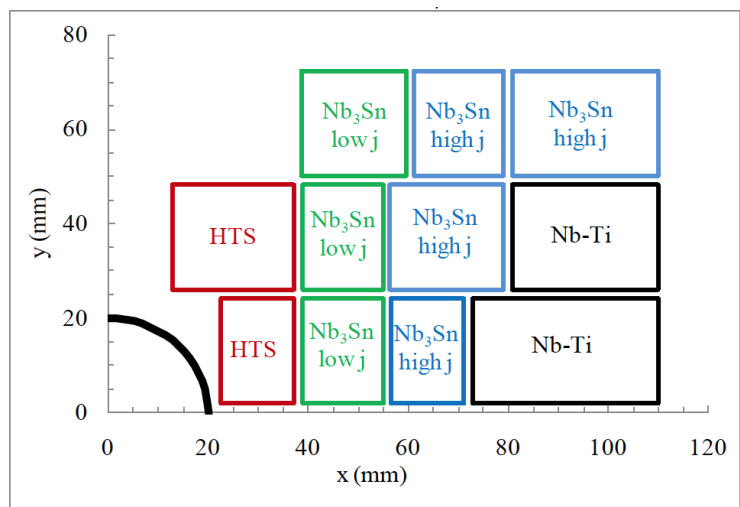 80
60
40
20
0
y (mm)
Nb₃Sn
low j
Nb₃Sn
high j
Nb₃Sn
high j
HTS
Nb₃Sn
low j
Nb₃Sn
high j
Nb-Ti
HTS
Nb₃Sn
low j
Nb₃Sn
high j
Nb-Ti
0 20 40 60 80 100 120
x (mm)